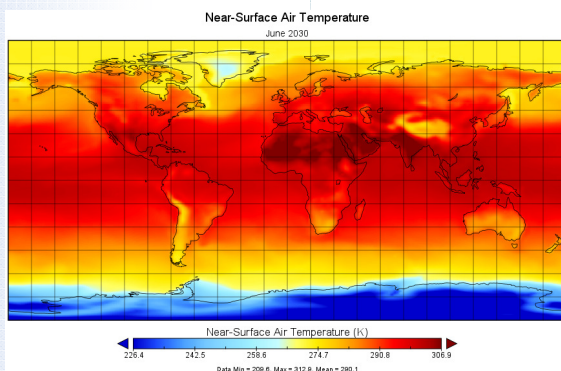 Near-Surface Air Temperature
June 2030
Near-Surface Air Temperature (K)
226.4 242.5 258.6 274.7 290.8 306.9
Data Min = 209.6, Max = 312.9, Mean = 290.1